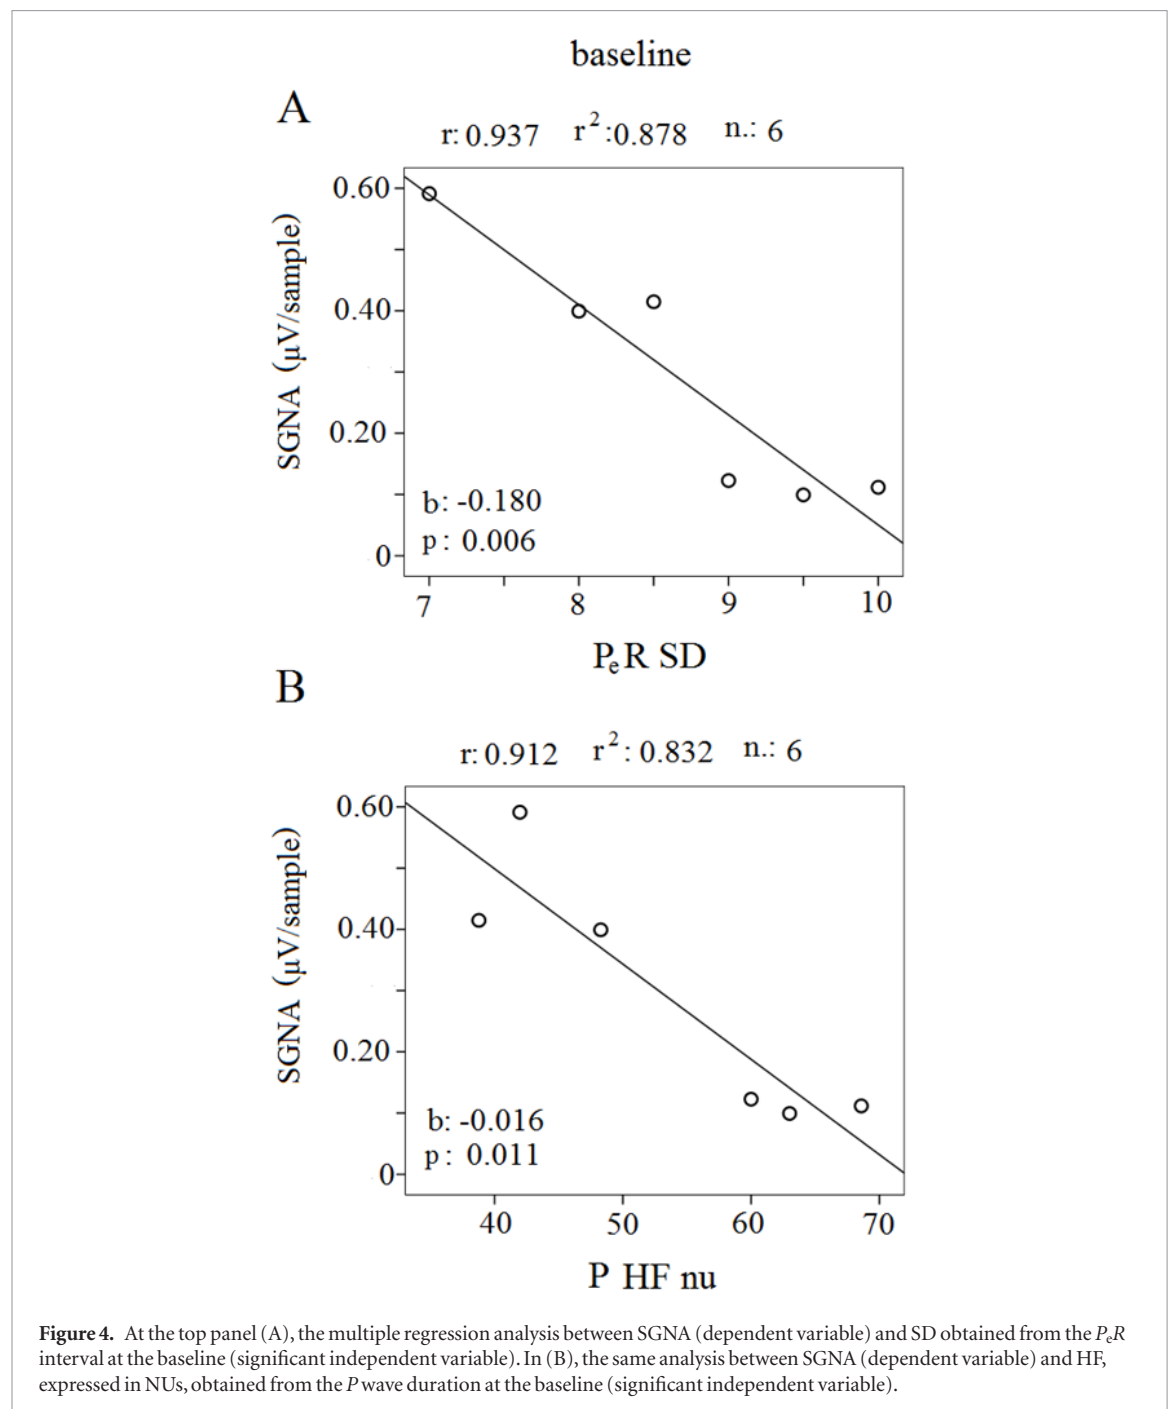 baseline
A
r: 0.937 r²:0.878 n.: 6
SGNA (µV/sample)
0.60
0.40
0.20
0
b: -0.180
p: 0.006
7 8 9 10
PₑR SD
B
r: 0.912 r²: 0.832 n.: 6
SGNA (µV/sample)
0.60
0.40
0.20
0
b: -0.016
p: 0.011
40 50 60 70
P HF nu
Figure 4. At the top panel (A), the multiple regression analysis between SGNA (dependent variable) and SD obtained from the PₑR
interval at the baseline (significant independent variable). In (B), the same analysis between SGNA (dependent variable) and HF,
expressed in NUs, obtained from the P wave duration at the baseline (significant independent variable).